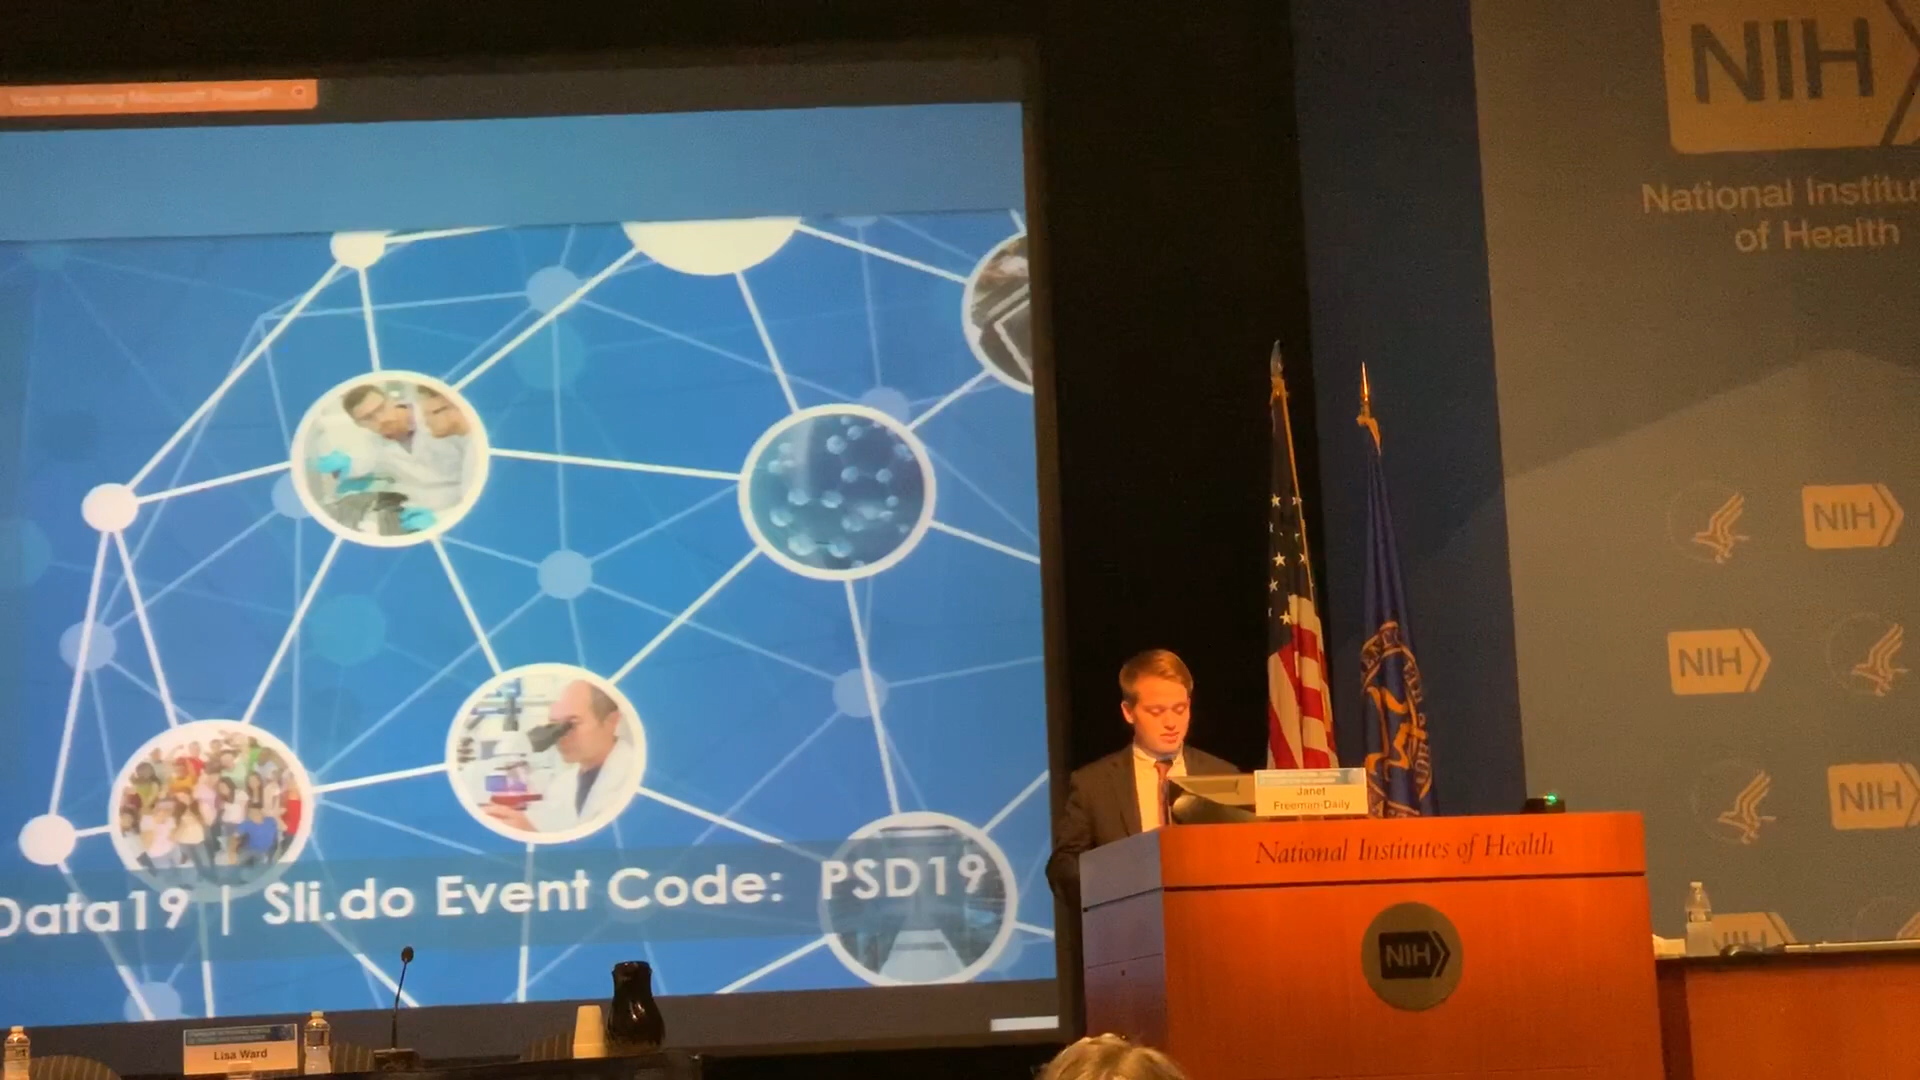 NIH
National Institu
of Health
NIH
NIH
NIH
Janet
Freeman-Daily
National Institutes of Health
NIH
NIH
Data19 | Sli.do Event Code: PSD19
Lisa Ward